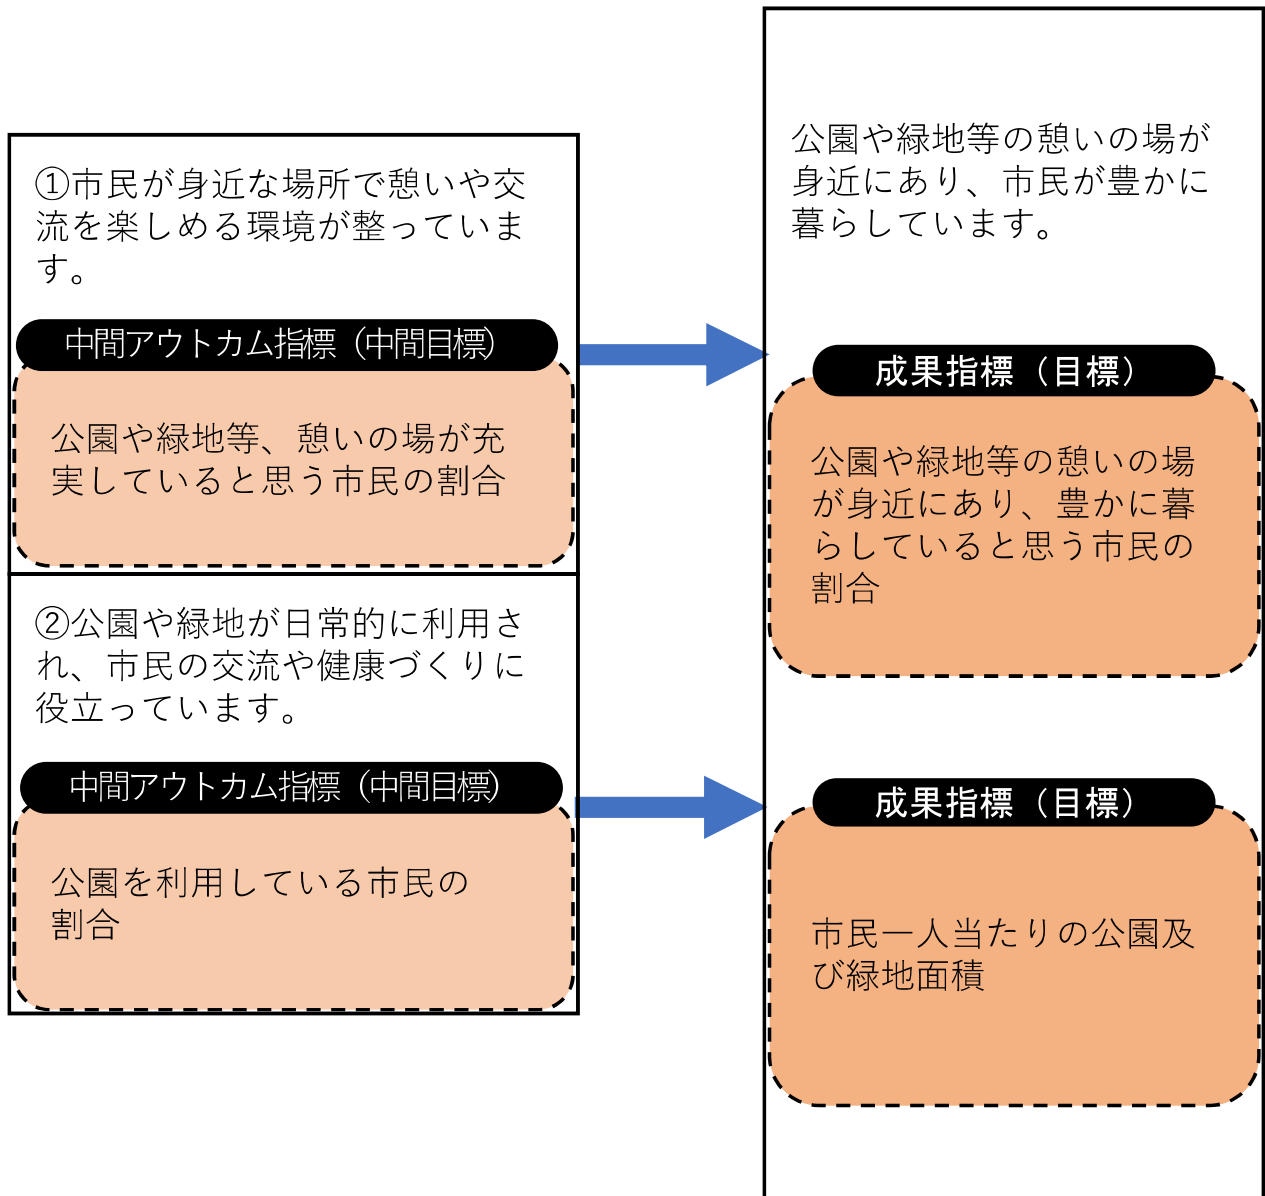 ①市民が身近な場所で憩いや交
流を楽しめる環境が整っていま
す。
中間アウトカム指標（中間目標）
公園や緑地等、憩いの場が充
実していると思う市民の割合
②公園や緑地が日常的に利用さ
れ、市民の交流や健康づくりに
役立っています。
中間アウトカム指標（中間目標）
公園を利用している市民の
割合
公園や緑地等の憩いの場が
身近にあり、市民が豊かに
暮らしています。
成果指標（目標）
公園や緑地等の憩いの場
が身近にあり、豊かに暮
らしていると思う市民の
割合
成果指標（目標）
市民一人当たりの公園及
び緑地面積